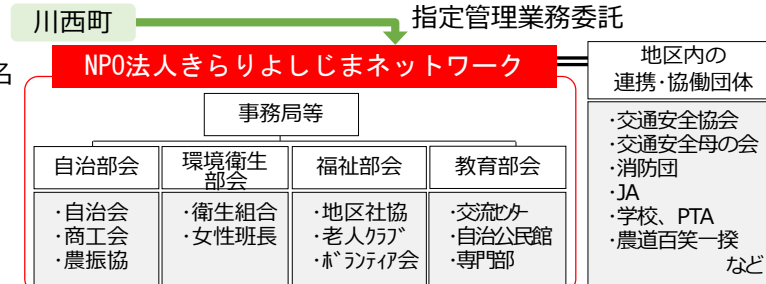 川西町
指定管理業務委託
名
NPO法人きらりよしじまネットワーク
地区内の
連携・協働団体
事務局等
自治部会
環境衛生
部会
福祉部会
教育部会
・自治会
・商工会
・農振協
・衛生組合
・女性班長
・地区社協
・老人クラブ
・ボランティア会
・交流センター
・自治公民館
・専門部
・交通安全協会
・交通安全母の会
・消防団
・JA
・学校、PTA
・農道百笑一揆
など